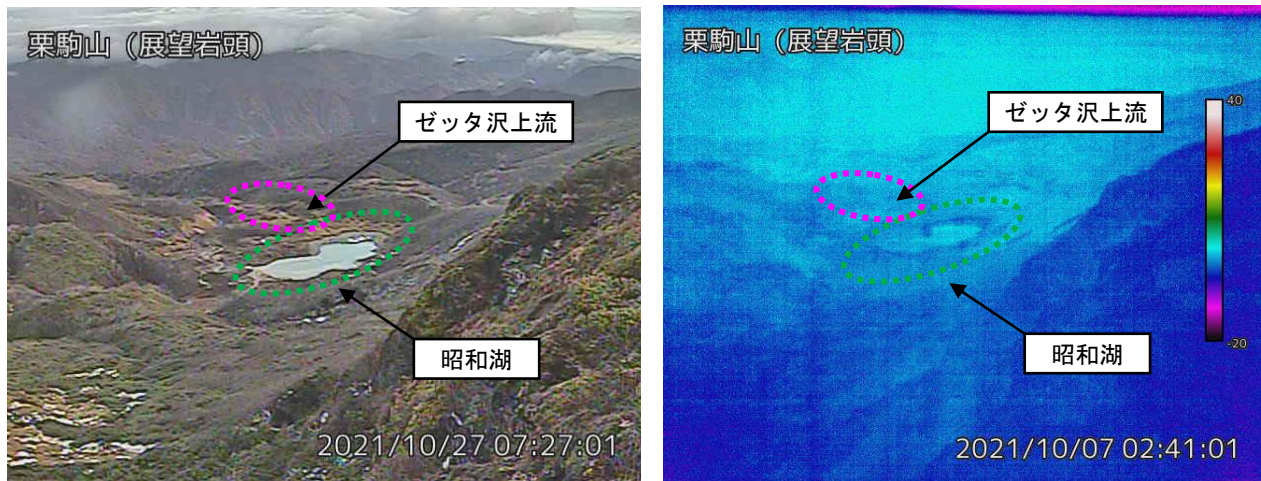 栗駒山（展望岩頭）
ゼッタ沢上流
昭和湖
2021/10/27 07:27:01
栗駒山（展望岩頭）
ゼッタ沢上流
40
-20
昭和湖
2021/10/07 02:41:01